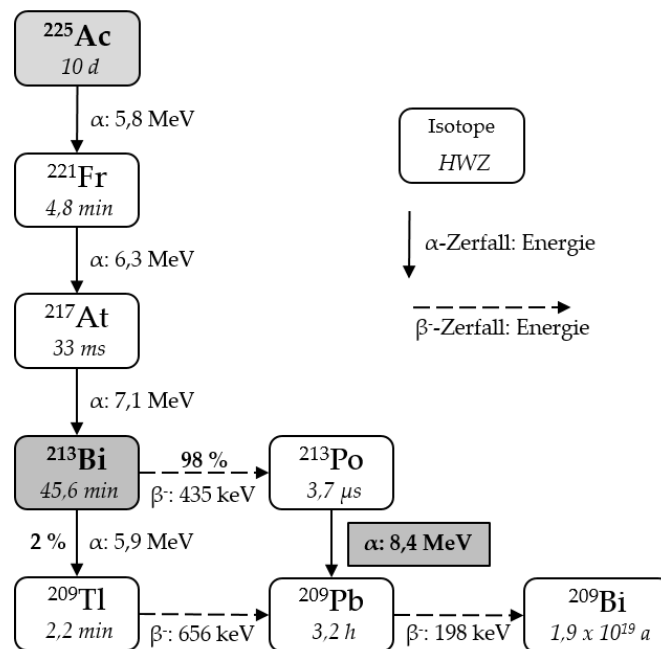 ²²⁵Ac
10 d
α: 5,8 MeV
Isotope
HWZ
²²¹Fr
4,8 min
α-Zerfall: Energie
α: 6,3 MeV
²¹⁷At
33 ms
β⁻-Zerfall: Energie
α: 7,1 MeV
²¹³Bi
45,6 min
98 %
β⁻: 435 keV
²¹³Po
3,7 µs
2 %
α: 5,9 MeV
α: 8,4 MeV
²⁰⁹Tl
2,2 min
β⁻: 656 keV
²⁰⁹Pb
3,2 h
β⁻: 198 keV
²⁰⁹Bi
1,9 x 10¹⁹ a